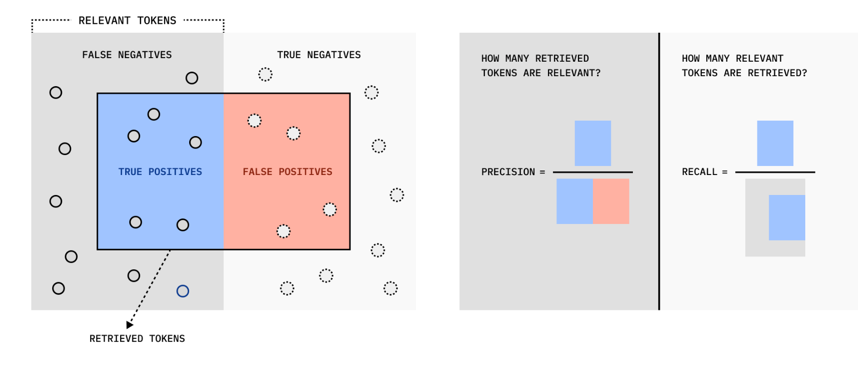 RELEVANT TOKENS
FALSE NEGATIVES
TRUE NEGATIVES
TRUE POSITIVES
FALSE POSITIVES
RETRIEVED TOKENS
HOW MANY RETRIEVED
TOKENS ARE RELEVANT?
PRECISION =
HOW MANY RELEVANT
TOKENS ARE RETRIEVED?
RECALL =